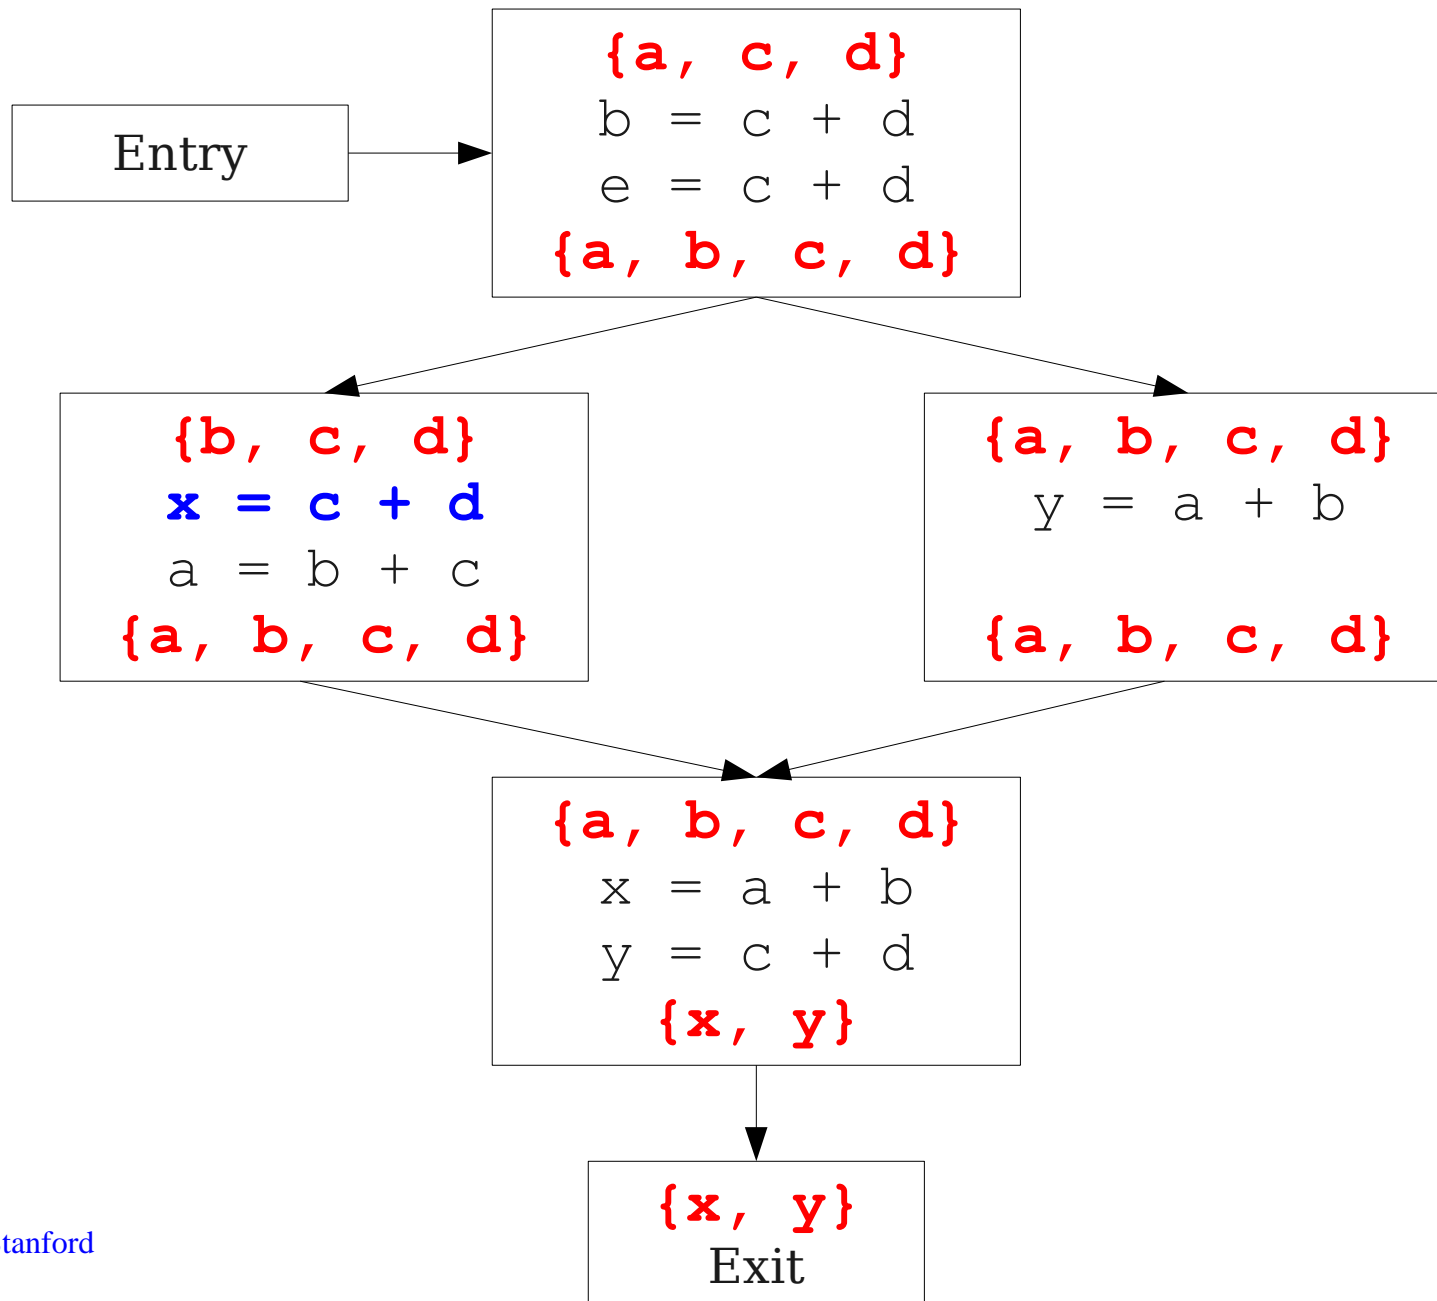 Entry
{a, c, d}
b = c + d
e = c + d
{a, b, c, d}
{b, c, d}
x = c + d
a = b + c
{a, b, c, d}
{a, b, c, d}
y = a + b
{a, b, c, d}
{a, b, c, d}
x = a + b
y = c + d
{x, y}
{x, y}
Exit
tanford